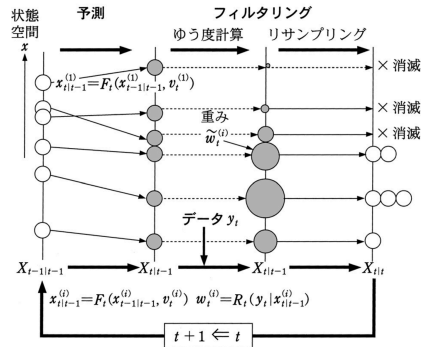 状態
空間
x
予測
フィルタリング
ゆう度計算
リサンプリング
x_{t|t-1}^{(1)}=F_t(x_{t-1|t-1}^{(1)}, v_t^{(1)})
重み
\widetilde{w}_t^{(i)}
× 消滅
× 消滅
× 消滅
データ y_t
X_{t-1|t-1}
X_{t|t-1}
X_{t|t-1}
X_{t|t}
x_{t|t-1}^{(i)}=F_t(x_{t-1|t-1}^{(i)}, v_t^{(i)}) w_t^{(i)}=R_t(y_t|x_{t|t-1}^{(i)})
t+1 ⇐ t